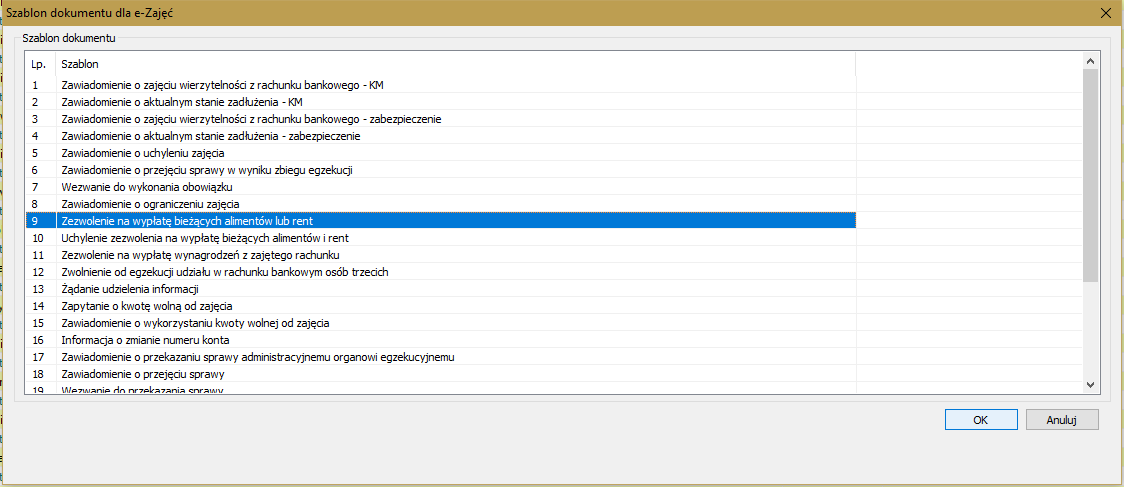 Szablon dokumentu dla e-Zajęć
Szablon dokumentu
Lp. Szablon
1 Zawiadomienie o zajęciu wierzytelności z rachunku bankowego - KM
2 Zawiadomienie o aktualnym stanie zadłużenia - KM
3 Zawiadomienie o zajęciu wierzytelności z rachunku bankowego - zabezpieczenie
4 Zawiadomienie o aktualnym stanie zadłużenia - zabezpieczenie
5 Zawiadomienie o uchyleniu zajęcia
6 Zawiadomienie o przejęciu sprawy w wyniku zbiegu egzekucji
7 Wezwanie do wykonania obowiązku
8 Zawiadomienie o ograniczeniu zajęcia
9 Zezwolenie na wypłatę bieżących alimentów lub rent
10 Uchylenie zezwolenia na wypłatę bieżących alimentów i rent
11 Zezwolenie na wypłatę wynagrodzeń z zajętego rachunku
12 Zwolnienie od egzekucji udziału w rachunku bankowym osób trzecich
13 Żądanie udzielenia informacji
14 Zapytanie o kwotę wolną od zajęcia
15 Zawiadomienie o wykorzystaniu kwoty wolnej od zajęcia
16 Informacja o zmianie numeru konta
17 Zawiadomienie o przekazaniu sprawy administracyjnemu organowi egzekucyjnemu
18 Zawiadomienie o przejęciu sprawy
19 Wezwanie do przekazania sprawy
OK Anuluj